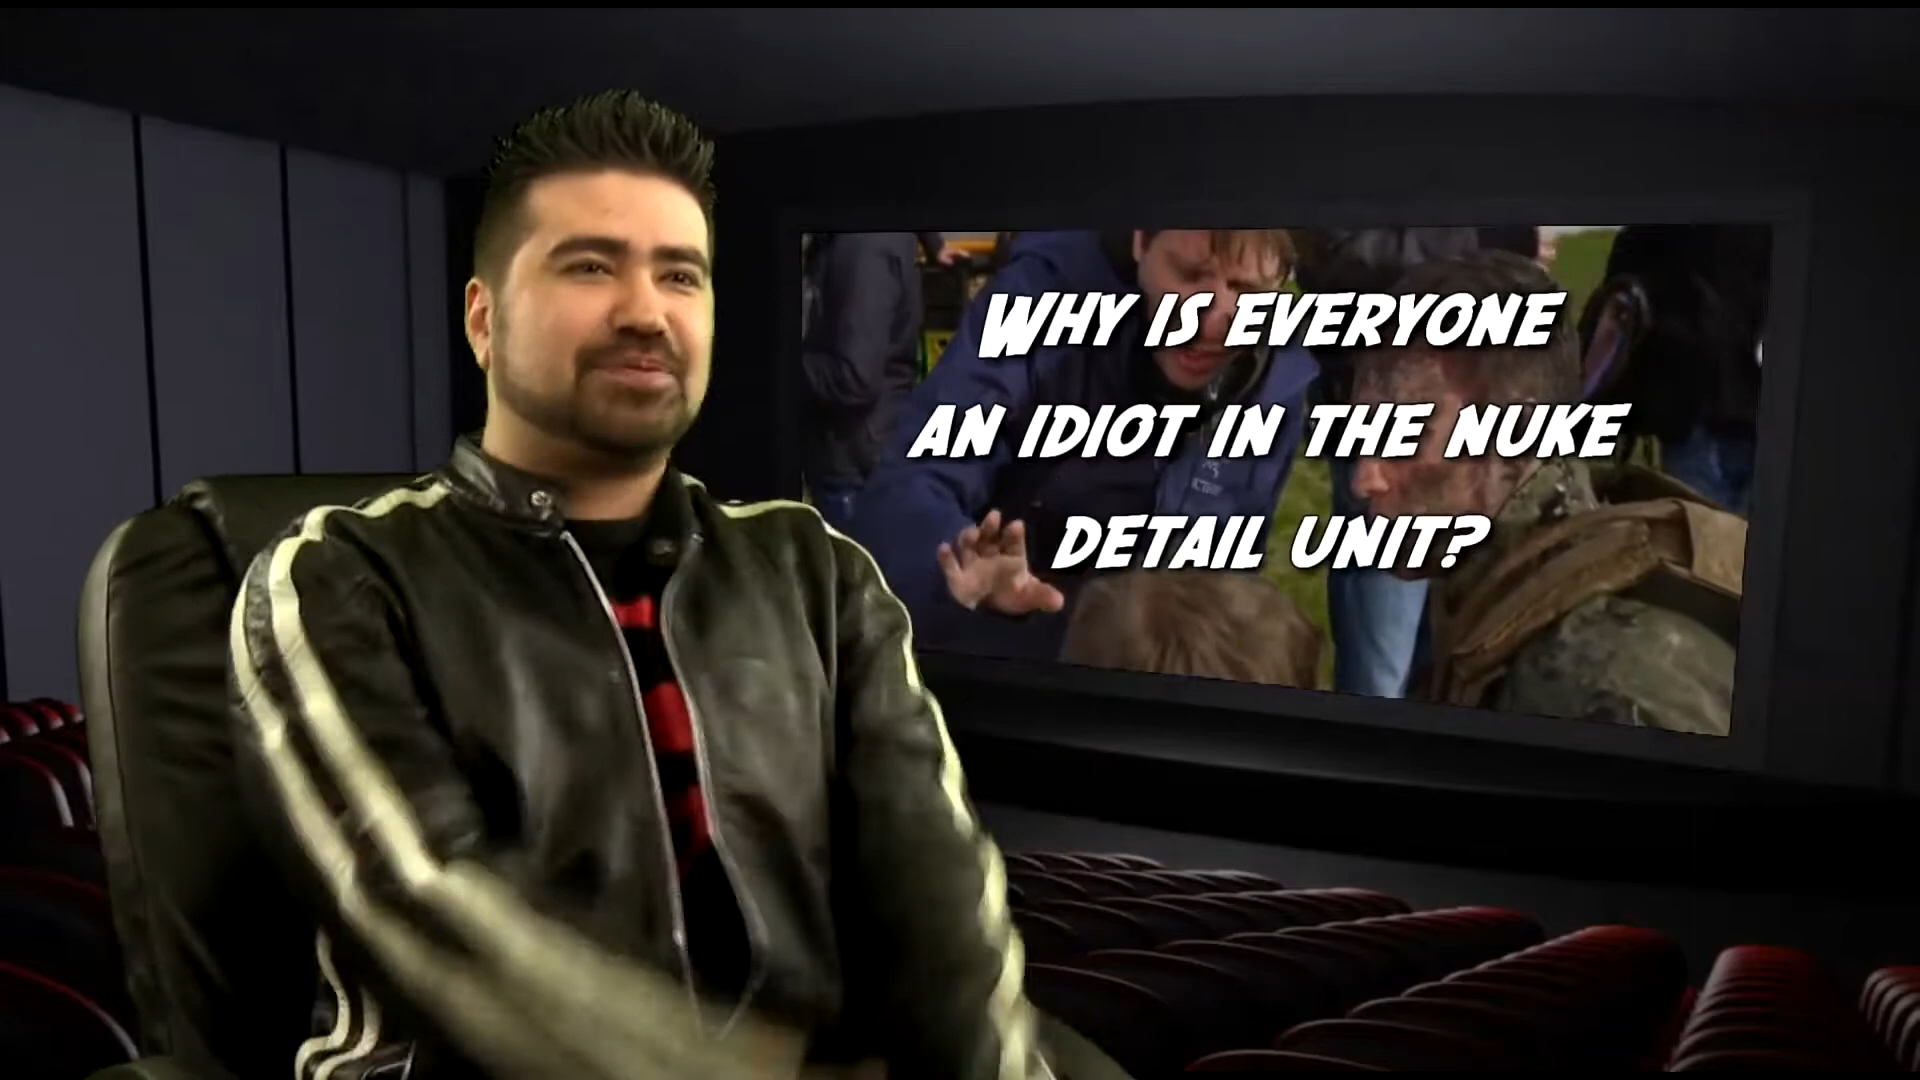 WHY IS EVERYONE
AN IDIOT IN THE NUKE
DETAIL UNIT?